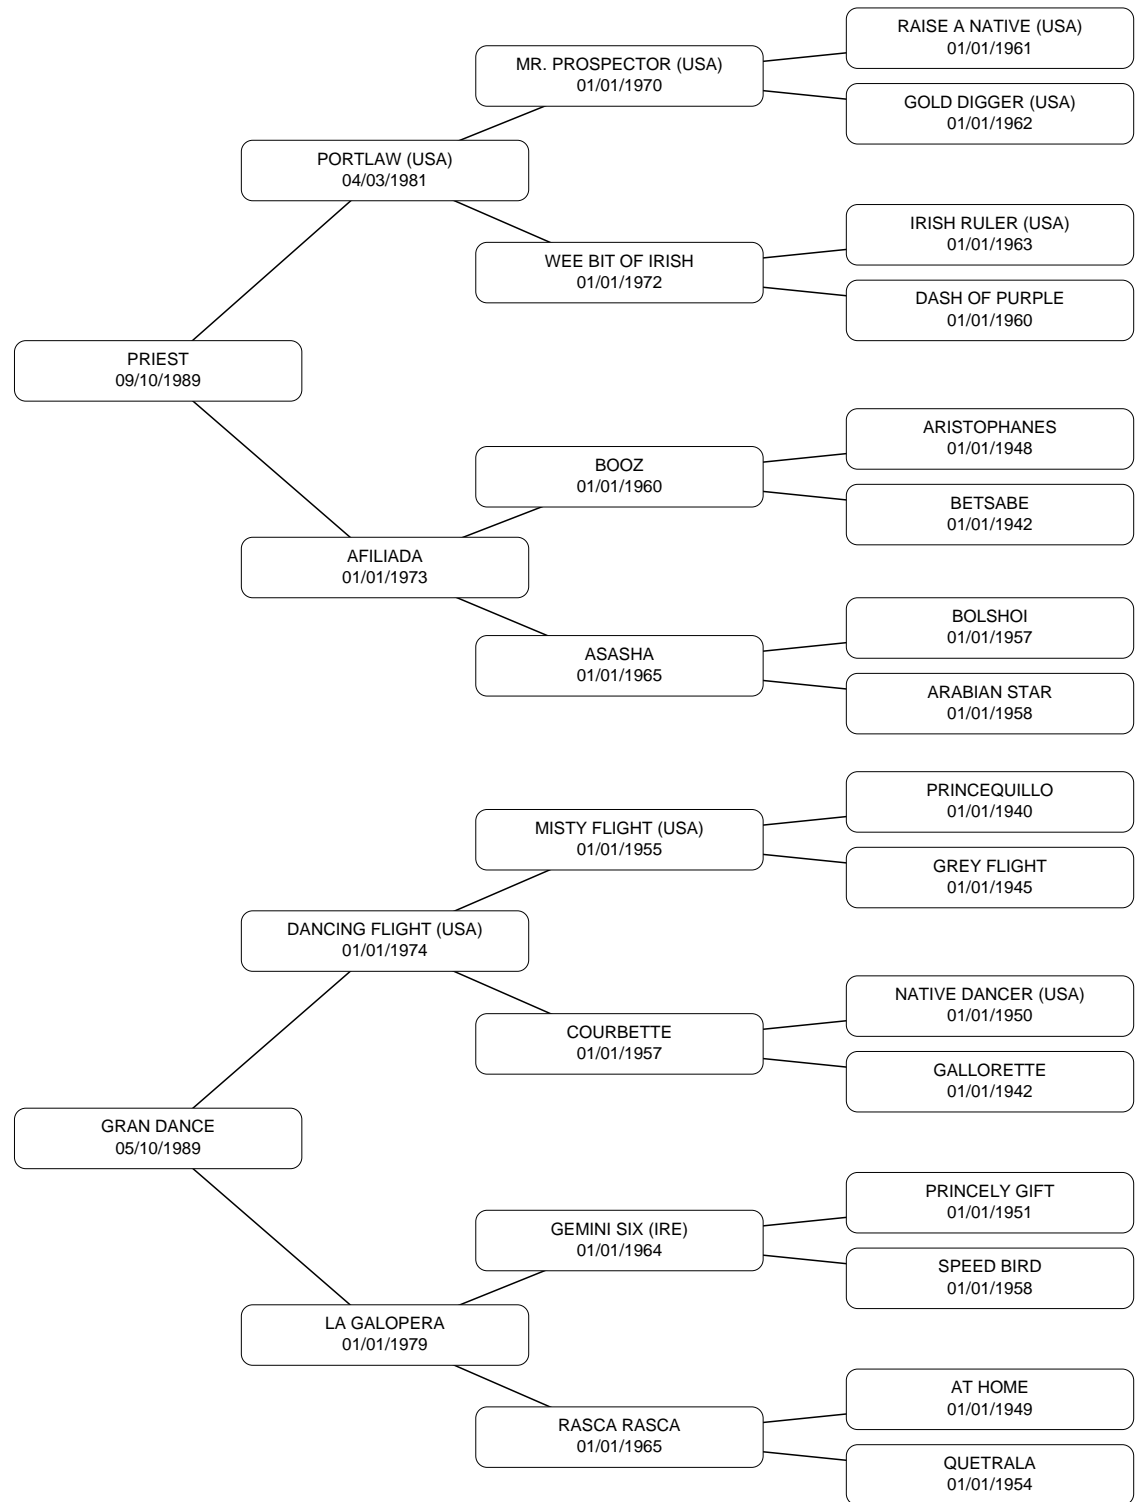 RAISE A NATIVE (USA)
01/01/1961
MR. PROSPECTOR (USA)
01/01/1970
GOLD DIGGER (USA)
01/01/1962
PORTLAW (USA)
04/03/1981
IRISH RULER (USA)
01/01/1963
WEE BIT OF IRISH
01/01/1972
DASH OF PURPLE
01/01/1960
PRIEST
09/10/1989
ARISTOPHANES
01/01/1948
BOOZ
01/01/1960
BETSABE
01/01/1942
AFILIADA
01/01/1973
BOLSHOI
01/01/1957
ASASHA
01/01/1965
ARABIAN STAR
01/01/1958
PRINCEQUILLO
01/01/1940
MISTY FLIGHT (USA)
01/01/1955
GREY FLIGHT
01/01/1945
DANCING FLIGHT (USA)
01/01/1974
NATIVE DANCER (USA)
01/01/1950
COURBETTE
01/01/1957
GALLORETTE
01/01/1942
GRAN DANCE
05/10/1989
PRINCELY GIFT
01/01/1951
GEMINI SIX (IRE)
01/01/1964
SPEED BIRD
01/01/1958
LA GALOPERA
01/01/1979
AT HOME
01/01/1949
RASCA RASCA
01/01/1965
QUETRALA
01/01/1954